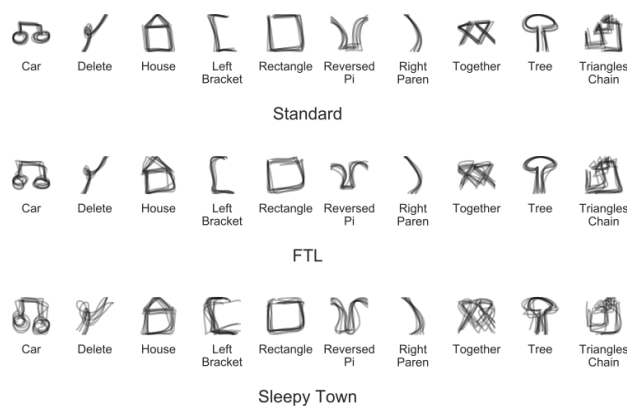 Car Delete House Left Bracket Rectangle Reversed Pi Right Paren Together Tree Triangles Chain
Standard
Car Delete House Left Bracket Rectangle Reversed Pi Right Paren Together Tree Triangles Chain
FTL
Car Delete House Left Bracket Rectangle Reversed Pi Right Paren Together Tree Triangles Chain
Sleepy Town